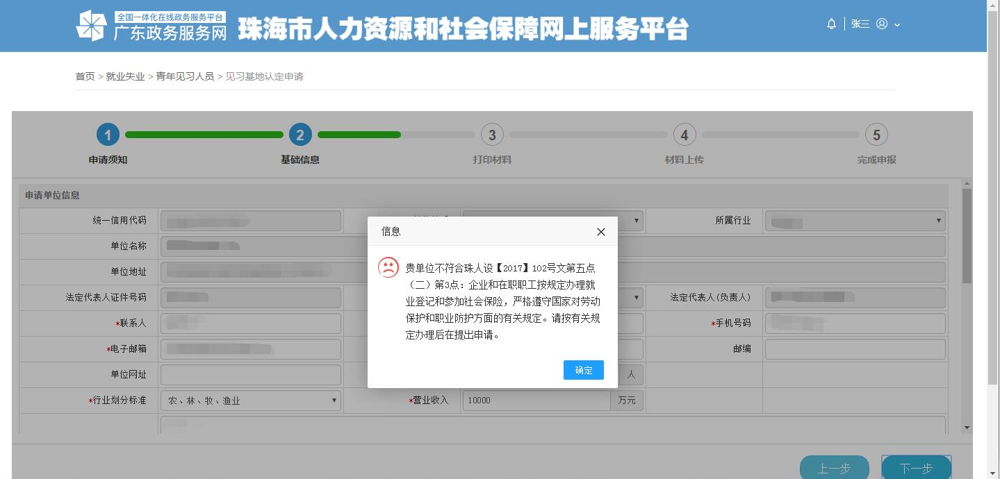 全国一体化在线政务服务平台
广东政务服务网
珠海市人力资源和社会保障网上服务平台
张三
首页 > 就业失业 > 青年见习人员 > 见习基地认定申请
1 2 3 4 5
申请须知 基础信息 打印材料 材料上传 完成申报
申请单位信息
统一信用代码 所属行业
单位名称
单位地址
法定代表人证件号码 法定代表人(负责人)
*联系人 *手机号码
*电子邮箱 邮编
单位网址 人
*行业划分标准 农、林、牧、渔业 *营业收入 10000 万元
信息
贵单位不符合珠人设【2017】102号文第五点
（二）第3点：企业和在职职工按规定办理就
业登记和参加社会保险，严格遵守国家对劳动
保护和职业防护方面的有关规定。请按有关规
定办理后在提出申请。
确定
上一步 下一步